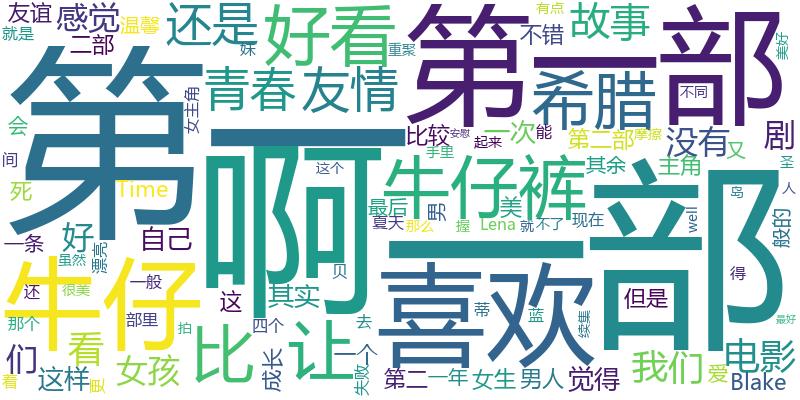 友谊
就是
感觉
温馨
二部
还是
妹
好看
重聚
有点
不错
故事
美好
女主角
青春
友情
第一部
希腊
不同
会
间
死
Time
第二部
啊
这个
比较
安慰
一次
能
手里
起来
第二部
摩擦
没有
又
剧
牛仔裤
其余
主角
圣
人
最后
男
美
夏天
那么
握
Lena
就
不了
现在
岛
般的
well
一条
好
漂亮
自己
牛仔
还
虽然
很美
一般
这
其实
贝
喜欢
蒂
蓝
续集
得
但是
那个
部里
拍
四个
去
最好
们
看
比
让
一个
我们
电影
着
这样
更
女孩
成长
失败
第二
一年
女生
男人
觉得
爱
Blake